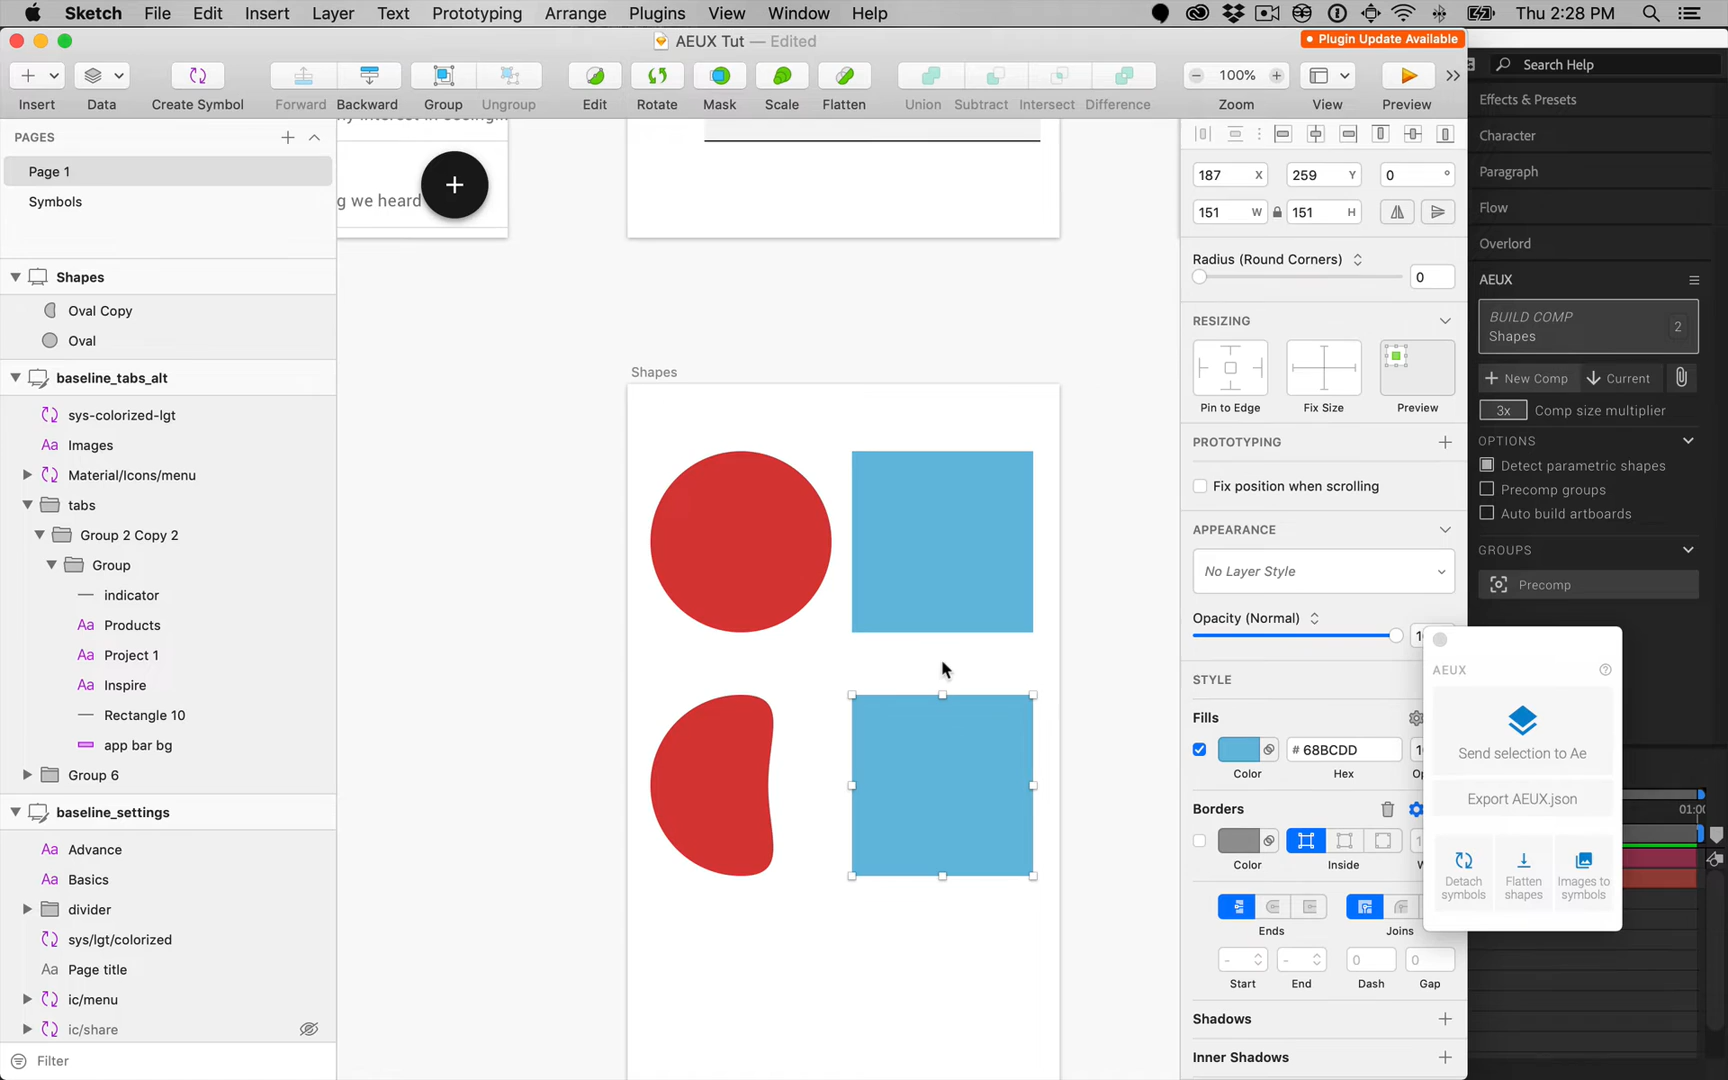 Sketch File Edit Insert Layer Text Prototyping Arrange Plugins View Window Help Thu 2:28 PM
AEUX Tut — Edited
Plugin Update Available
Insert Data Create Symbol Forward Backward Group Ungroup Edit Rotate Mask Scale Flatten Union Subtract Intersect Difference Zoom View Preview
100%
Search Help
PAGES
Page 1
Symbols
Shapes
Oval Copy
Oval
baseline_tabs_alt
sys-colorized-lgt
Images
Material/Icons/menu
tabs
Group 2 Copy 2
Group
indicator
Aa Products
Aa Project 1
Aa Inspire
Rectangle 10
app bar bg
Group 6
baseline_settings
Aa Advance
Aa Basics
divider
sys/lgt/colorized
Aa Page title
ic/menu
ic/share
Filter
g we heard
Shapes
187 X 259 Y 0 °
151 W 151 H
Radius (Round Corners)
0
RESIZING
Pin to Edge Fix Size Preview
PROTOTYPING
Fix position when scrolling
APPEARANCE
No Layer Style
Opacity (Normal)
STYLE
Fills
# 68BCDD
Color Hex
Borders
Color Inside
Ends Joins
- - 0 0
Start End Dash Gap
Shadows
Inner Shadows
Effects & Presets
Character
Paragraph
Flow
Overlord
AEUX
BUILD COMP
Shapes
2
New Comp Current
3x Comp size multiplier
OPTIONS
Detect parametric shapes
Precomp groups
Auto build artboards
GROUPS
Precomp
AEUX
Send selection to Ae
Export AEUX.json
Detach symbols
Flatten shapes
Images to symbols